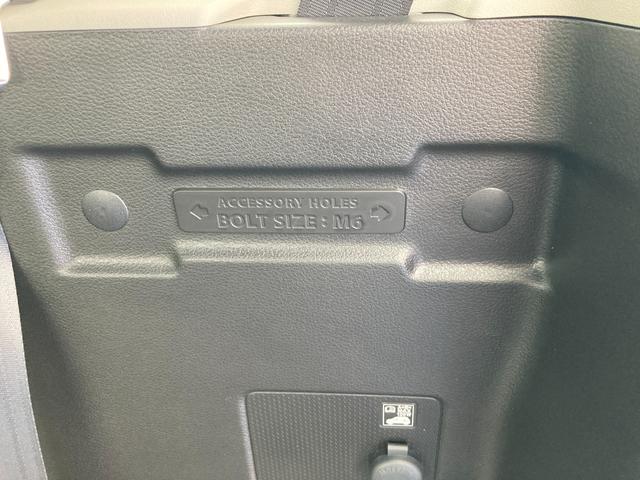 ACCESSORY HOLES
BOLT SIZE : M6